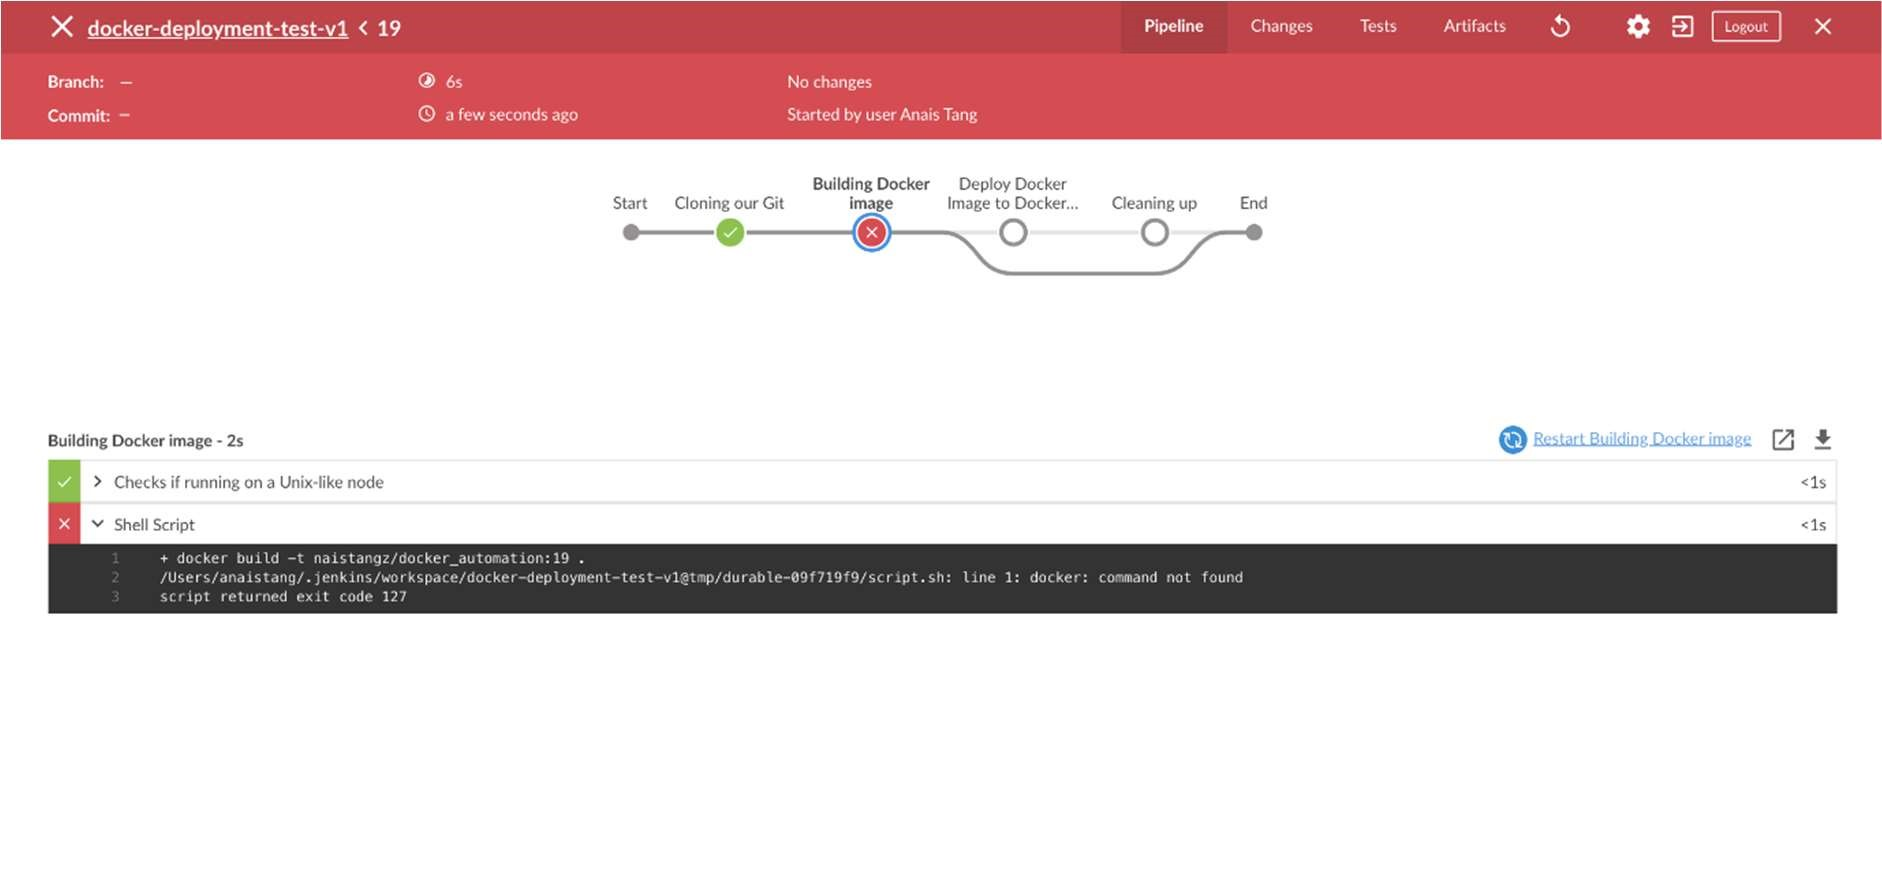 docker-deployment-test-v1 < 19
Pipeline
Changes
Tests
Artifacts
Logout
Branch: —
6s
No changes
Commit: —
a few seconds ago
Started by user Anais Tang
Start
Cloning our Git
Building Docker
image
Deploy Docker
Image to Docker...
Cleaning up
End
Building Docker image - 2s
Restart Building Docker image
Checks if running on a Unix-like node
<1s
Shell Script
<1s
1 + docker build -t naistangz/docker_automation:19 .
2 /Users/anaistang/.jenkins/workspace/docker-deployment-test-v1@tmp/durable-09f719f9/script.sh: line 1: docker: command not found
3 script returned exit code 127